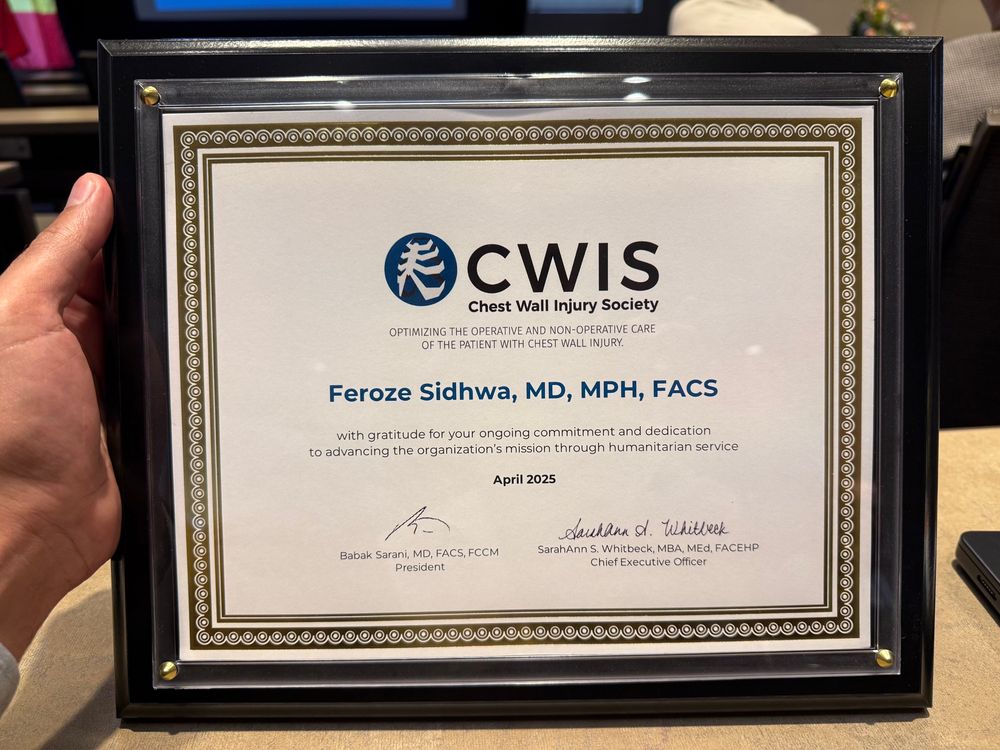 CWIS
Chest Wall Injury Society
OPTIMIZING THE OPERATIVE AND NON-OPERATIVE CARE
OF THE PATIENT WITH CHEST WALL INJURY.
Feroze Sidhwa, MD, MPH, FACS
with gratitude for your ongoing commitment and dedication
to advancing the organization's mission through humanitarian service
April 2025
SarahAnn S. Whitbeck
Babak Sarani, MD, FACS, FCCM
President
SarahAnn S. Whitbeck, MBA, MEd, FACEHP
Chief Executive Officer